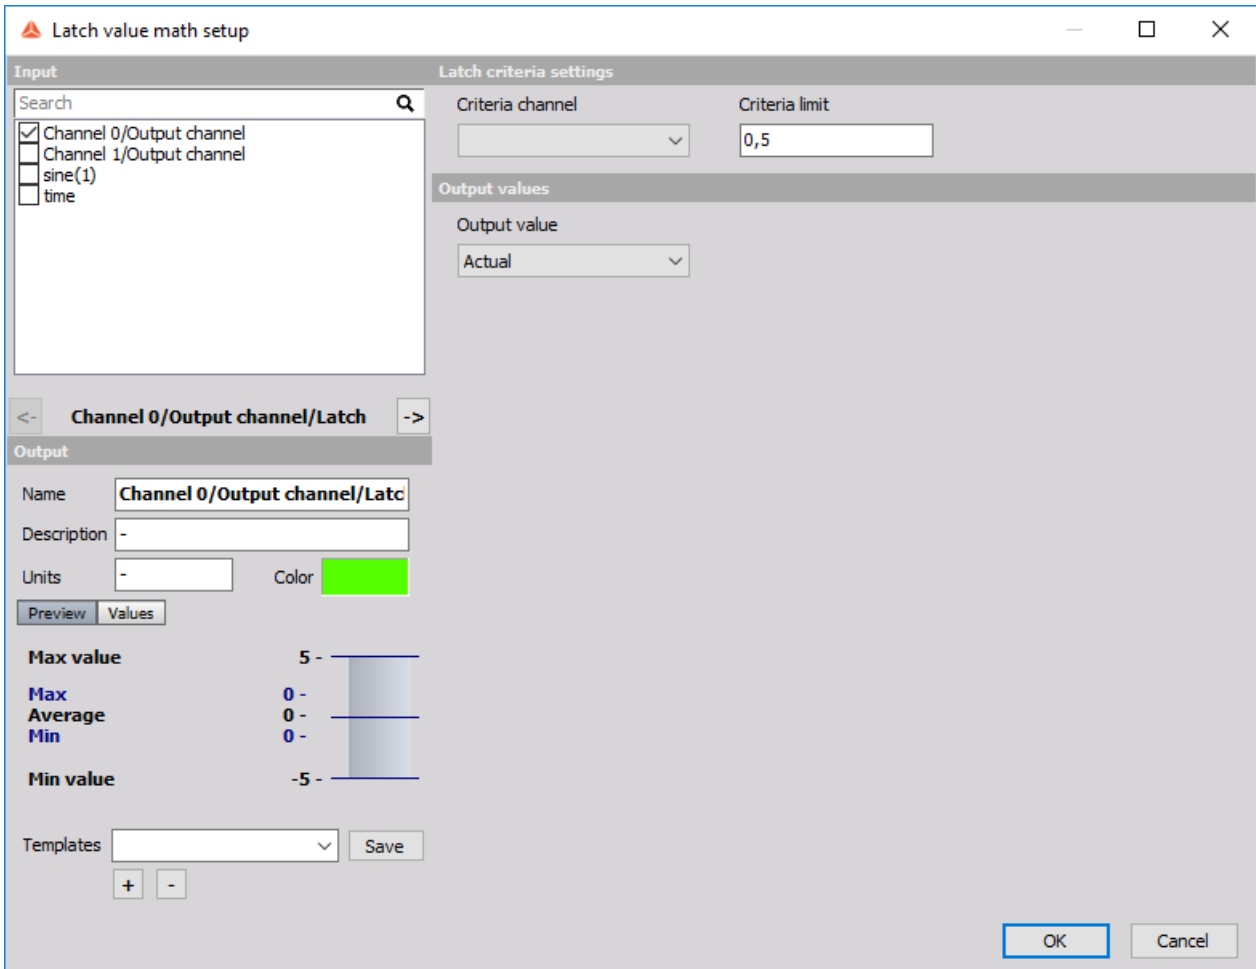 Latch value math setup
Input
Search
Channel 0/Output channel
Channel 1/Output channel
sine(1)
time
<-
Channel 0/Output channel/Latch
->
Output
Name
Channel 0/Output channel/Latc
Description
-
Units
-
Color
Preview
Values
Max value 5 -
Max 0 -
Average 0 -
Min 0 -
Min value -5 -
Templates
Save
+
-
Latch criteria settings
Criteria channel
Criteria limit
0,5
Output values
Output value
Actual
OK
Cancel